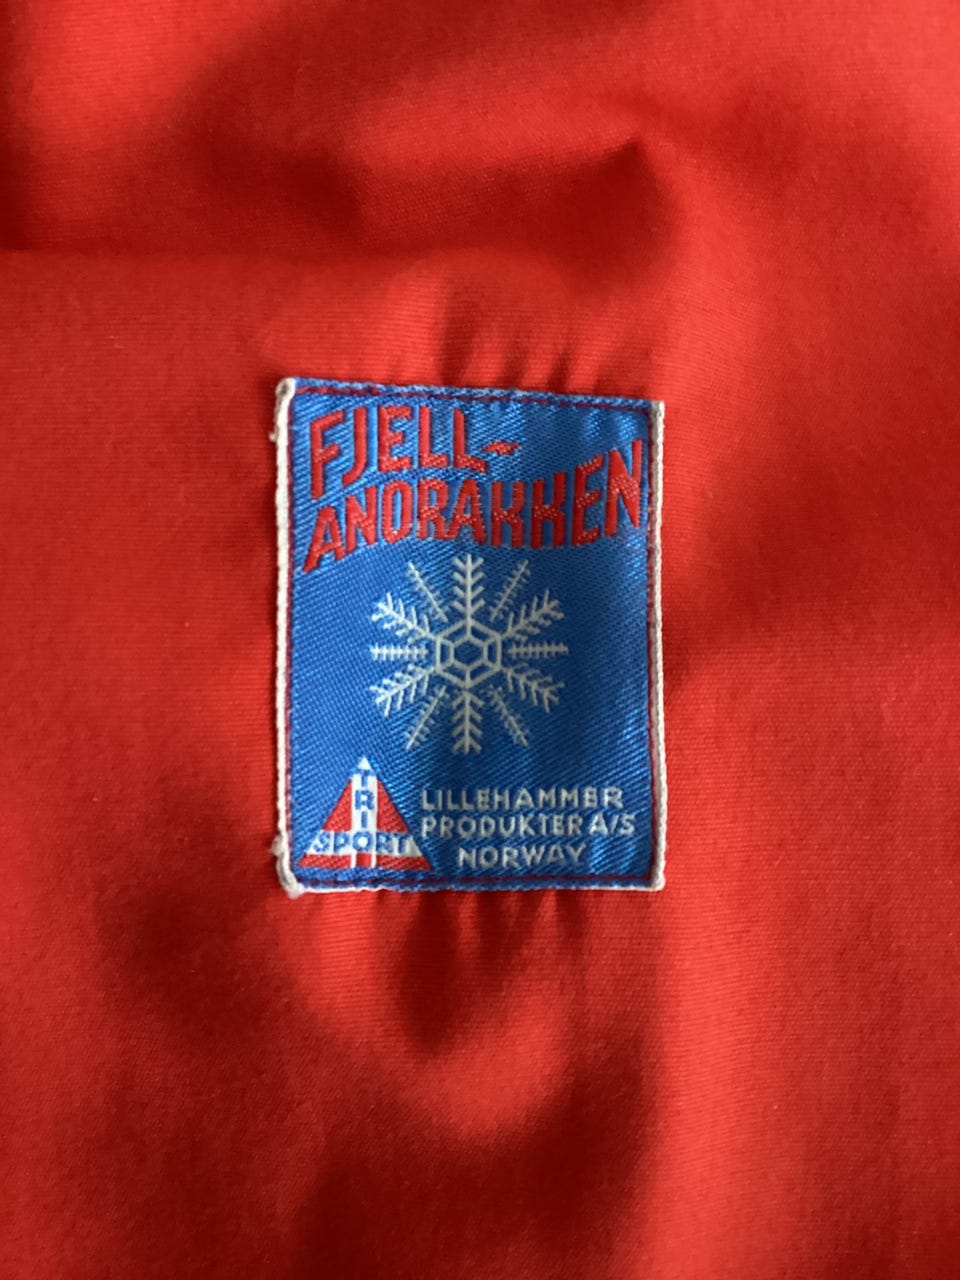 FJELL-
ANORAKKEN
TRI
SPORT
LILLEHAMMER
PRODUKTER A/S
NORWAY